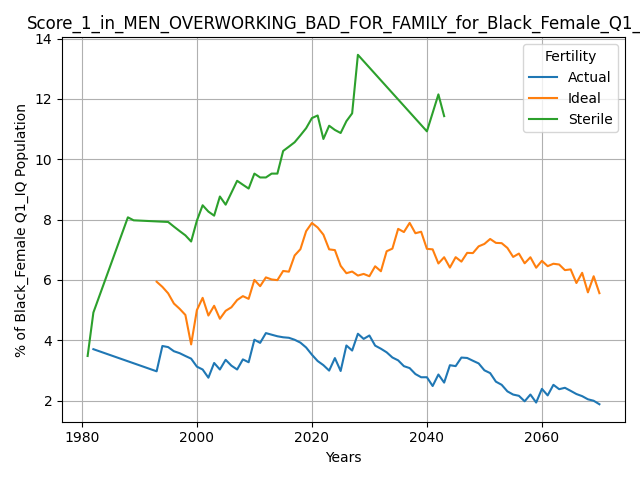 Score_1_in_MEN_OVERWORKING_BAD_FOR_FAMILY_for_Black_Female_Q1_
14
12
10
8
6
4
2
% of Black_Female Q1_IQ Population
Fertility
Actual
Ideal
Sterile
1980
2000
2020
2040
2060
Years